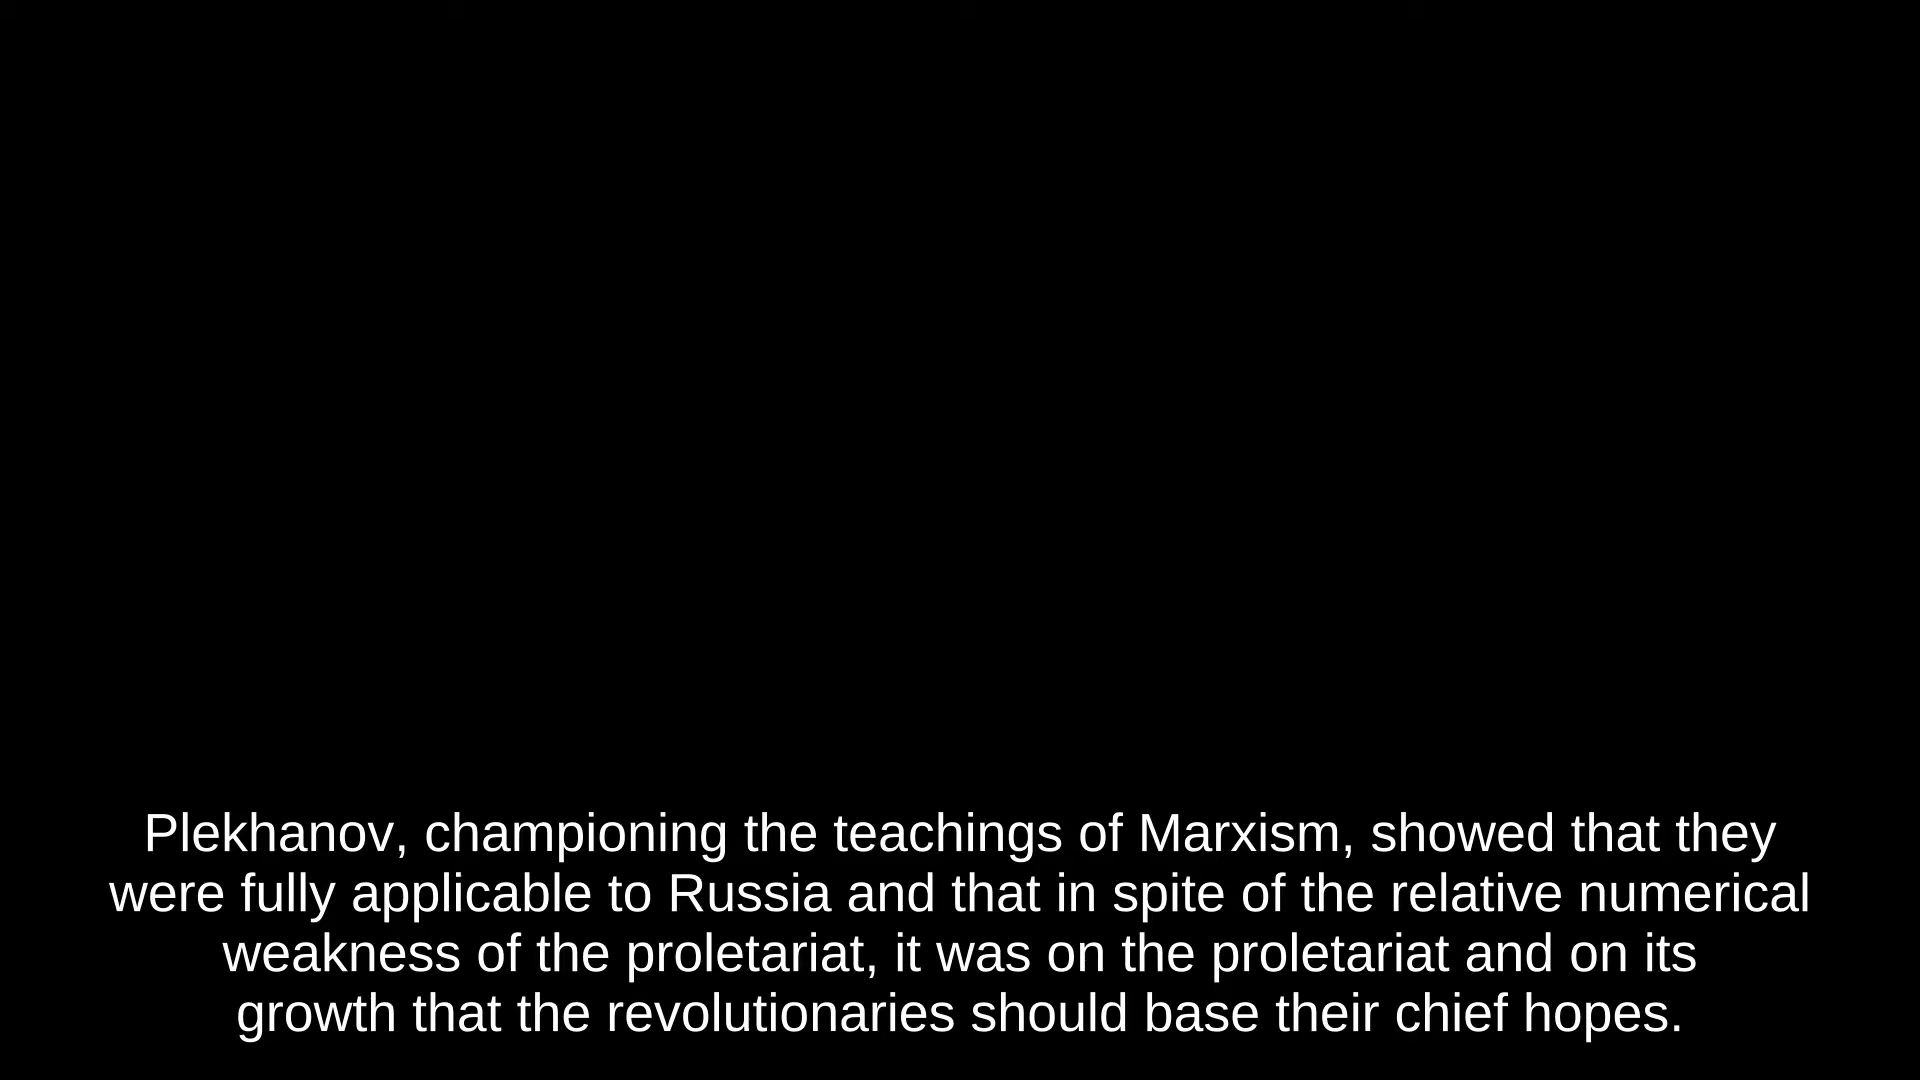 Plekhanov, championing the teachings of Marxism, showed that they
were fully applicable to Russia and that in spite of the relative numerical
weakness of the proletariat, it was on the proletariat and on its
growth that the revolutionaries should base their chief hopes.